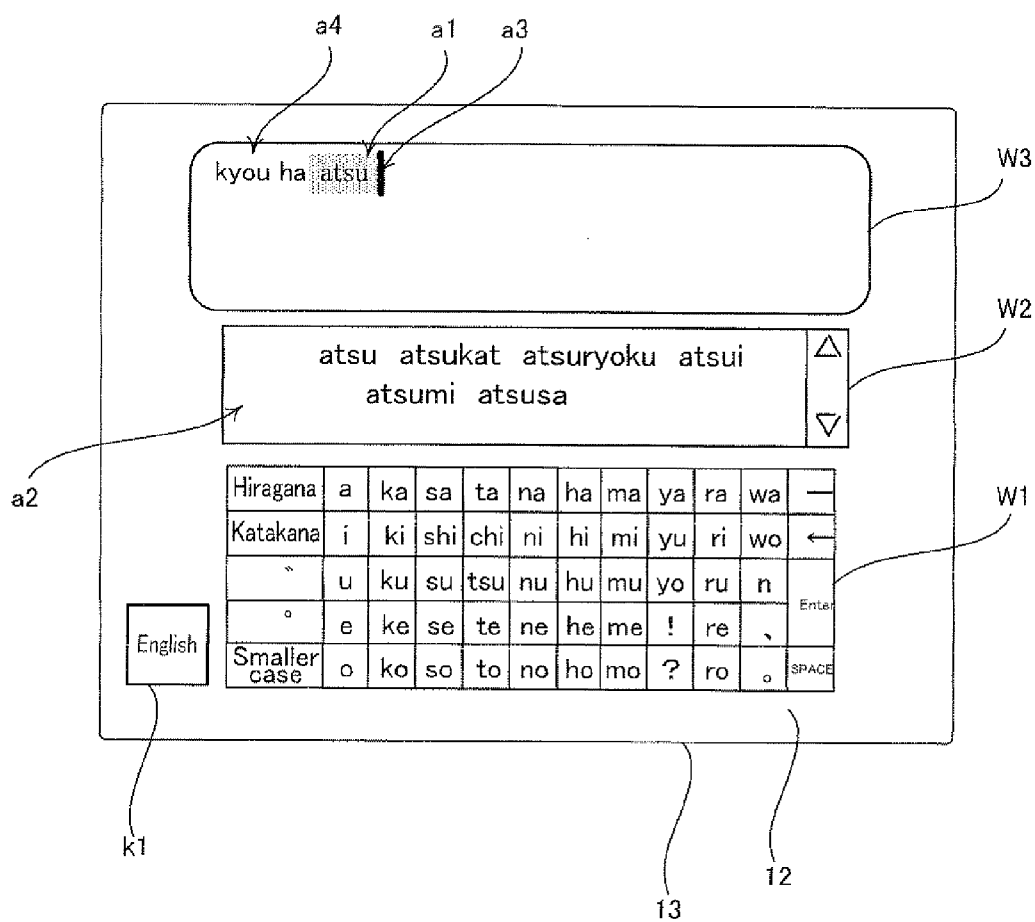 a4 a1 a3
kyou ha atsu
W3
atsu atsukat atsuryoku atsui
atsumi atsusa
W2
a2
Hiragana a ka sa ta na ha ma ya ra wa —
Katakana i ki shi chi ni hi mi yu ri wo ←
゛ u ku su tsu nu hu mu yo ru n Enter
゜ e ke se te ne he me ! re 、
Smaller case o ko so to no ho mo ? ro 。 SPACE
W1
English
k1
12
13